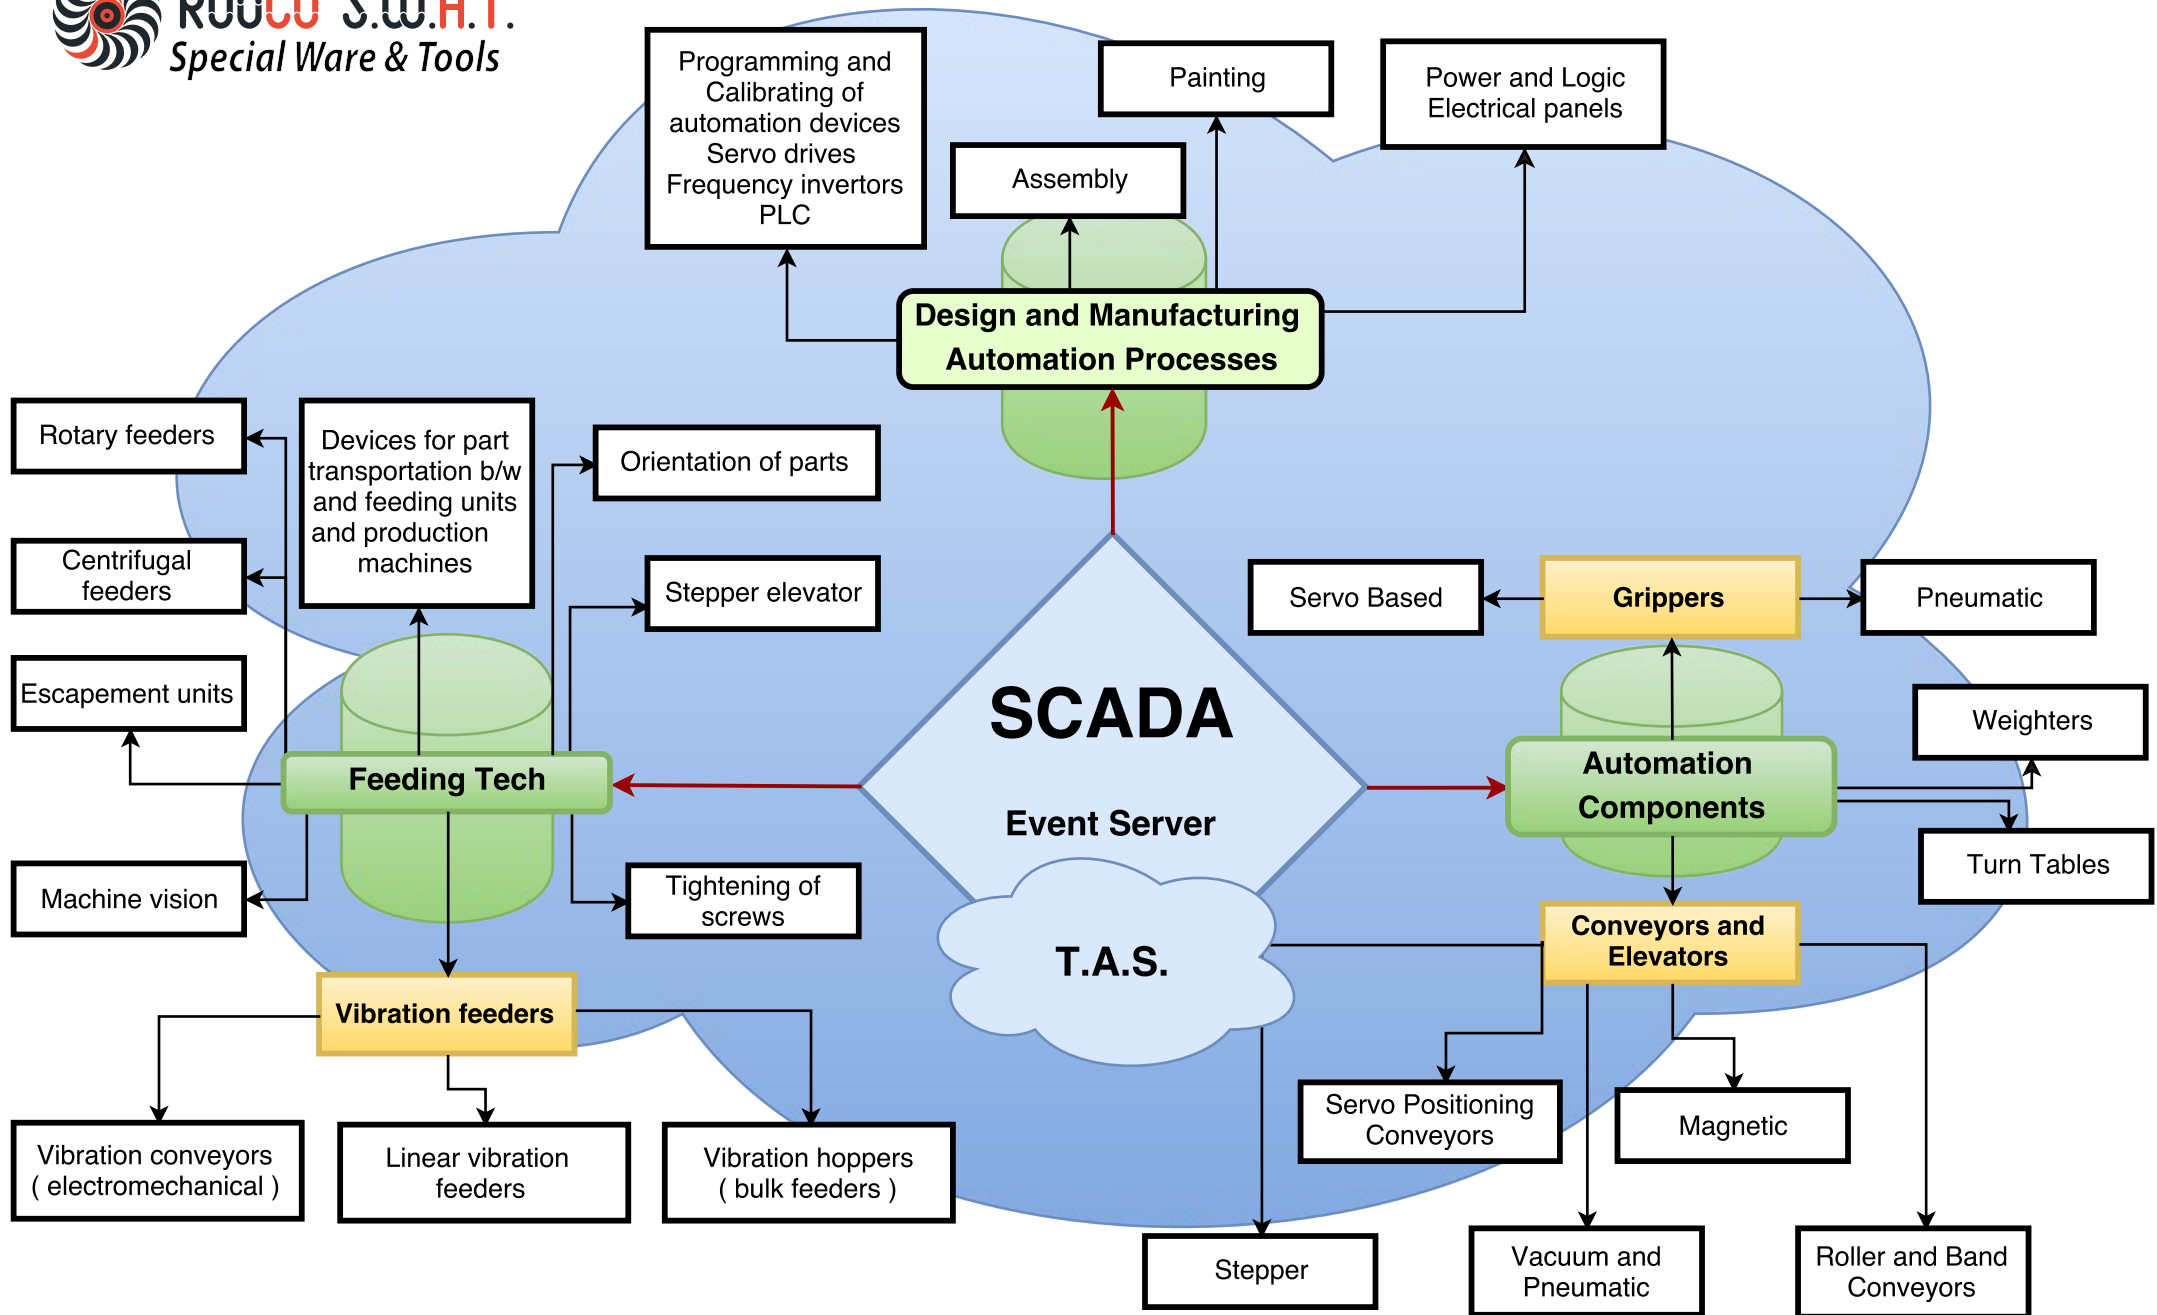 S.W.A.T.
Special Ware & Tools
Programming and
Calibrating of
automation devices
Servo drives
Frequency invertors
PLC
Painting
Power and Logic
Electrical panels
Assembly
Design and Manufacturing
Automation Processes
Rotary feeders
Devices for part
transportation b/w
and feeding units
and production
machines
Orientation of parts
Centrifugal
feeders
Stepper elevator
Servo Based
Grippers
Pneumatic
Escapement units
SCADA
Event Server
Weighters
Feeding Tech
Automation
Components
Turn Tables
Machine vision
Tightening of
screws
T.A.S.
Conveyors and
Elevators
Vibration feeders
Servo Positioning
Conveyors
Magnetic
Vibration conveyors
( electromechanical )
Linear vibration
feeders
Vibration hoppers
( bulk feeders )
Stepper
Vacuum and
Pneumatic
Roller and Band
Conveyors